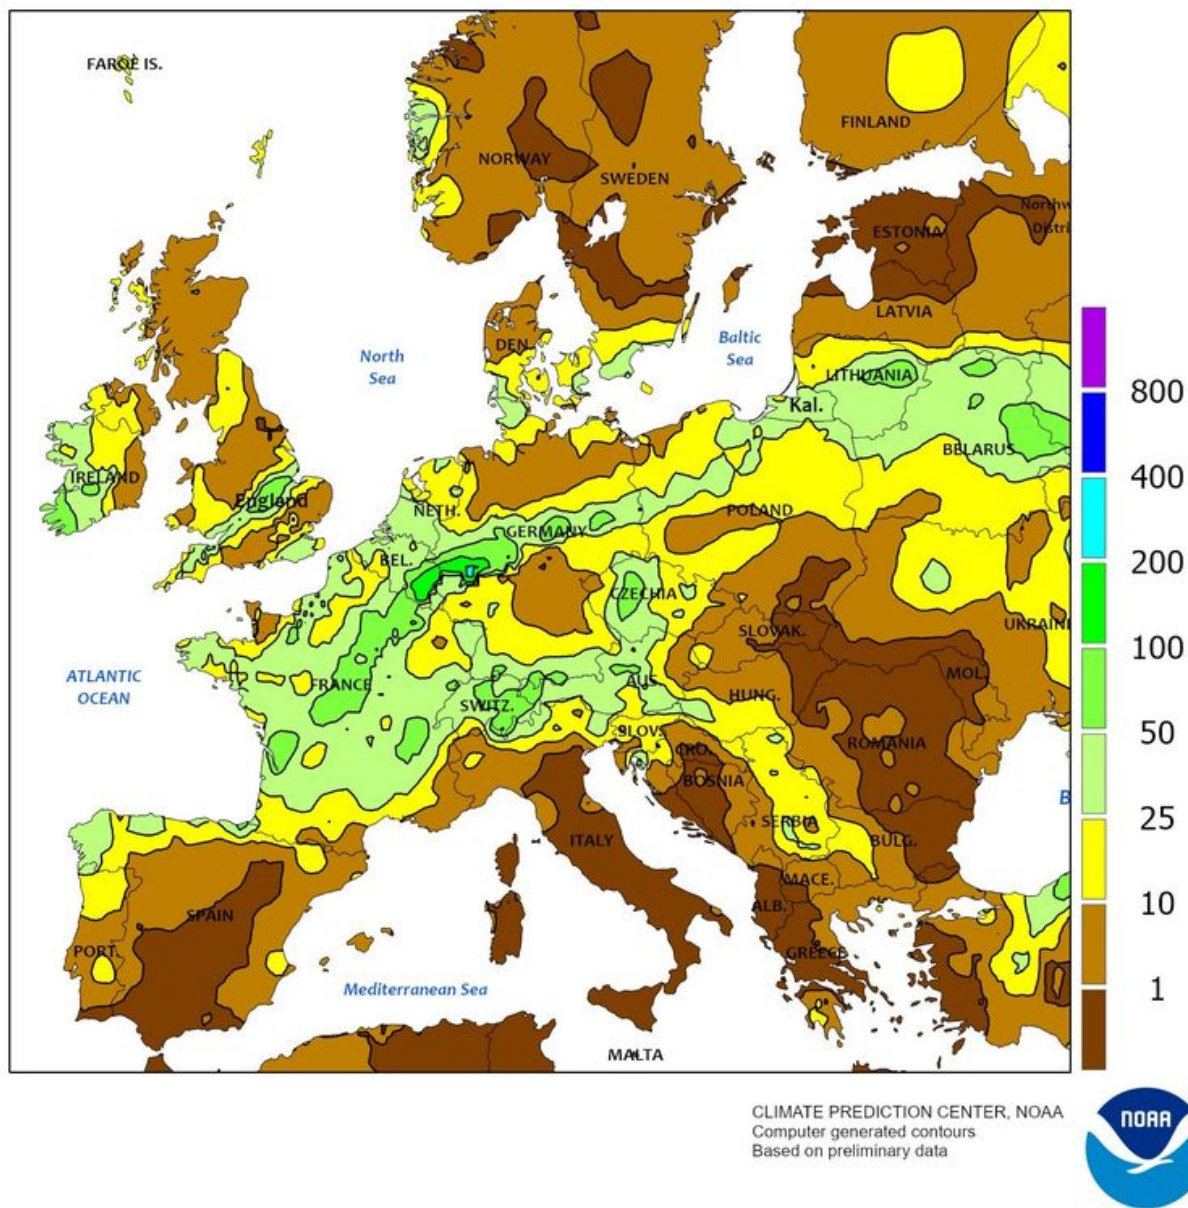 FAROE IS.
FINLAND
NORWAY
SWEDEN
ESTONIA
LATVIA
DEN.
North
Sea
Baltic
Sea
LITHUANIA
Kal.
BELARUS
IRELAND
England
NETH.
POLAND
GERMANY
BEL.
CZECHIA
SLOVAK.
ATLANTIC
OCEAN
FRANCE
AUS.
MOL.
HUNG.
SWITZ.
SLOV.
CRO.
ROMANIA
BOSNIA
SERBIA
BULG.
ITALY
MACE.
ALB.
SPAIN
PORT.
GREECE
Mediterranean Sea
MALTA
800
400
200
100
50
25
10
1
CLIMATE PREDICTION CENTER, NOAA
Computer generated contours
Based on preliminary data
NOAA